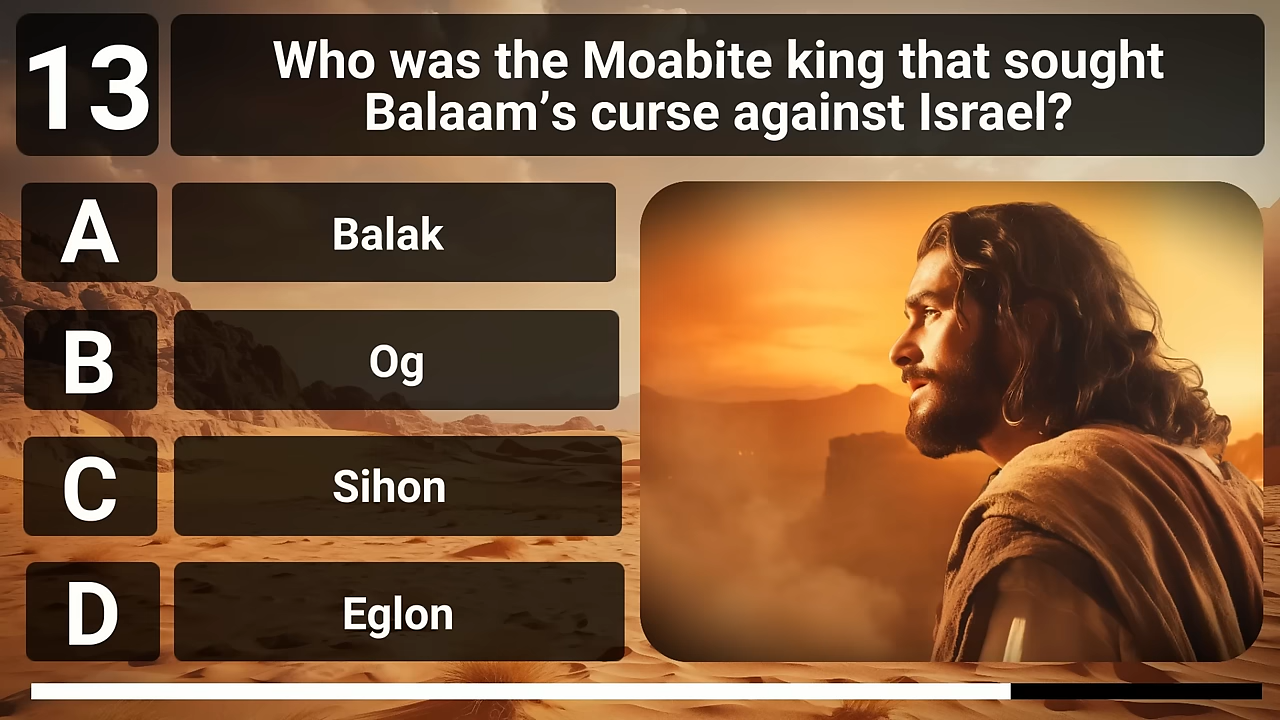 13
Who was the Moabite king that sought
Balaam’s curse against Israel?
A
Balak
B
Og
C
Sihon
D
Eglon